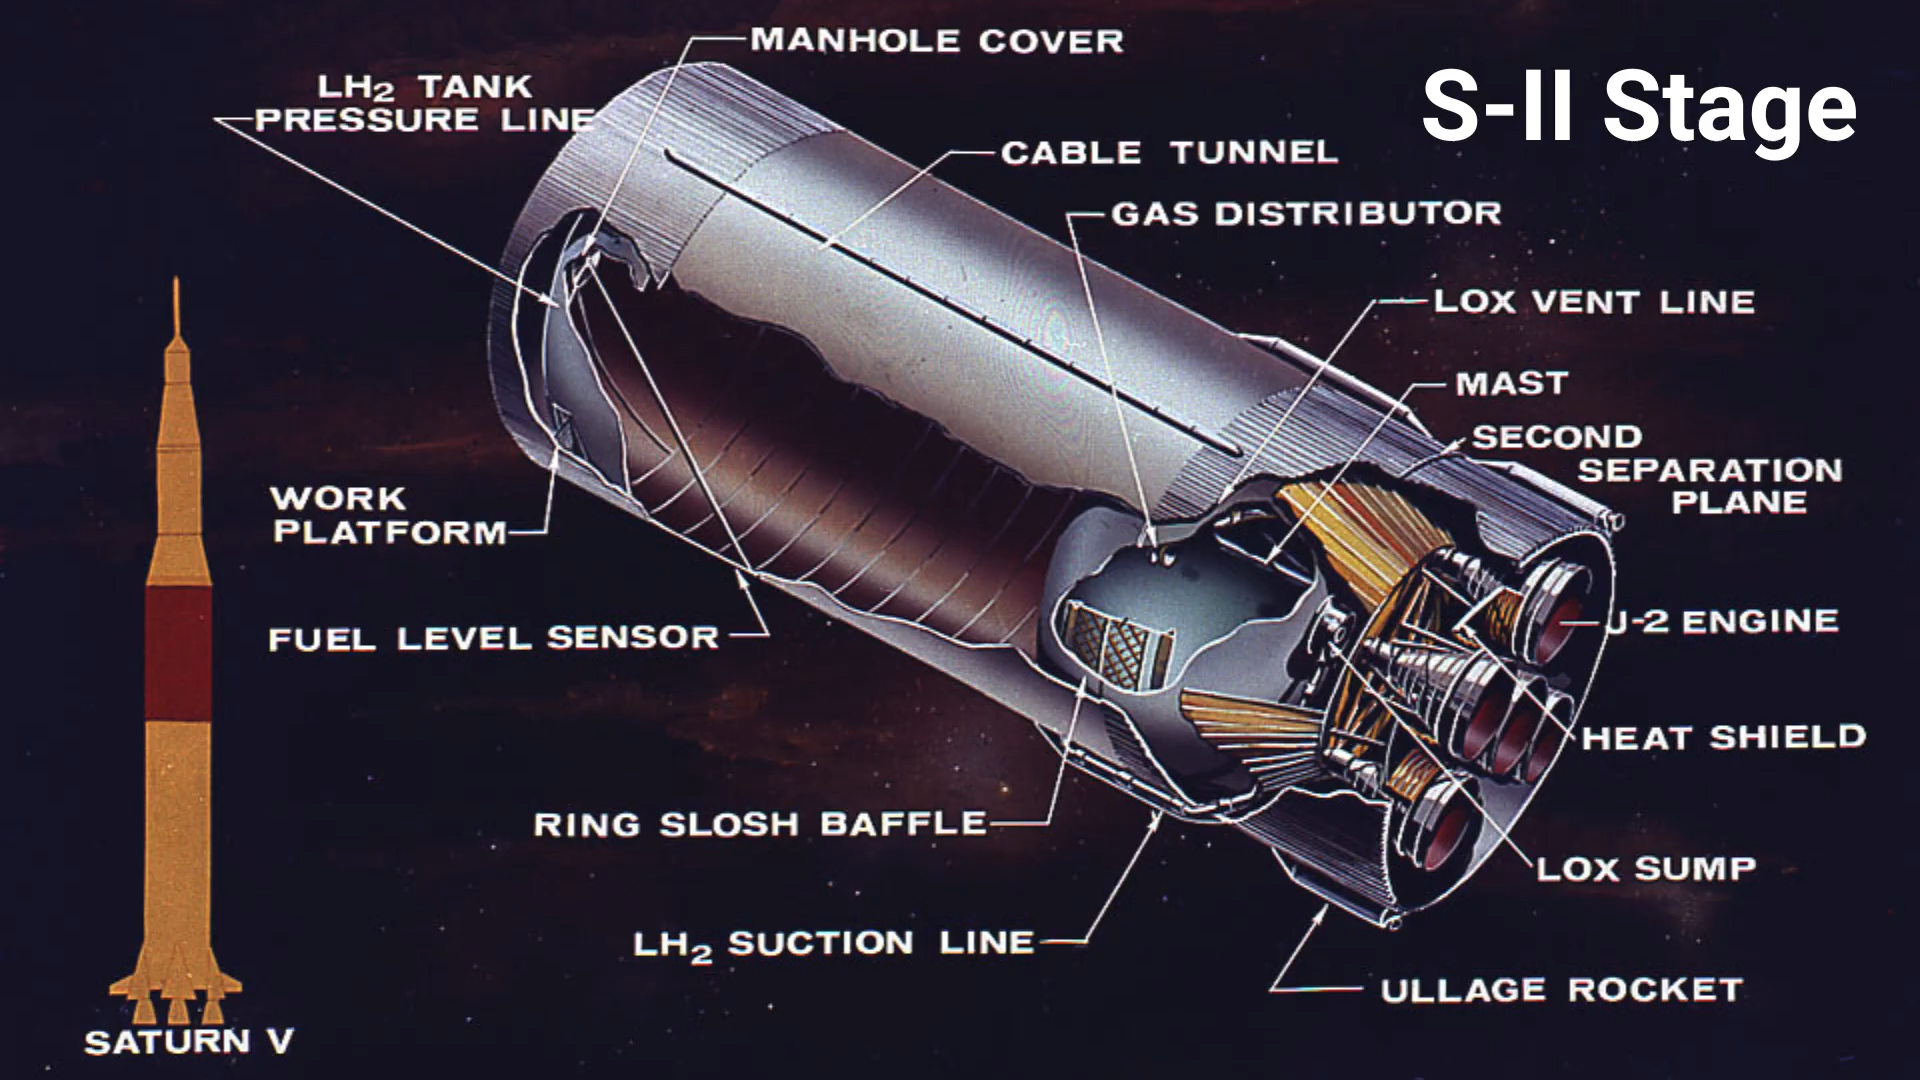 MANHOLE COVER
LH2 TANK
PRESSURE LINE
S-II Stage
CABLE TUNNEL
GAS DISTRIBUTOR
LOX VENT LINE
MAST
SECOND
SEPARATION
PLANE
WORK
PLATFORM
J-2 ENGINE
FUEL LEVEL SENSOR
HEAT SHIELD
RING SLOSH BAFFLE
LOX SUMP
LH2 SUCTION LINE
ULLAGE ROCKET
SATURN V